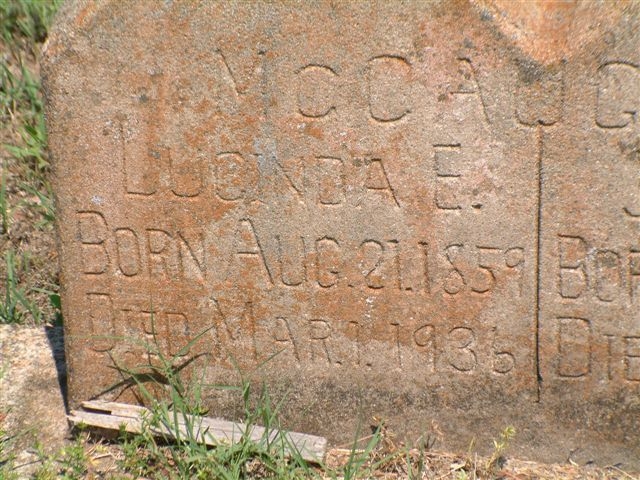 McCAUG
LUCINDA E.
BORN AUG. 21. 1859 BOR
DIED MAR. 1. 1936 DIE